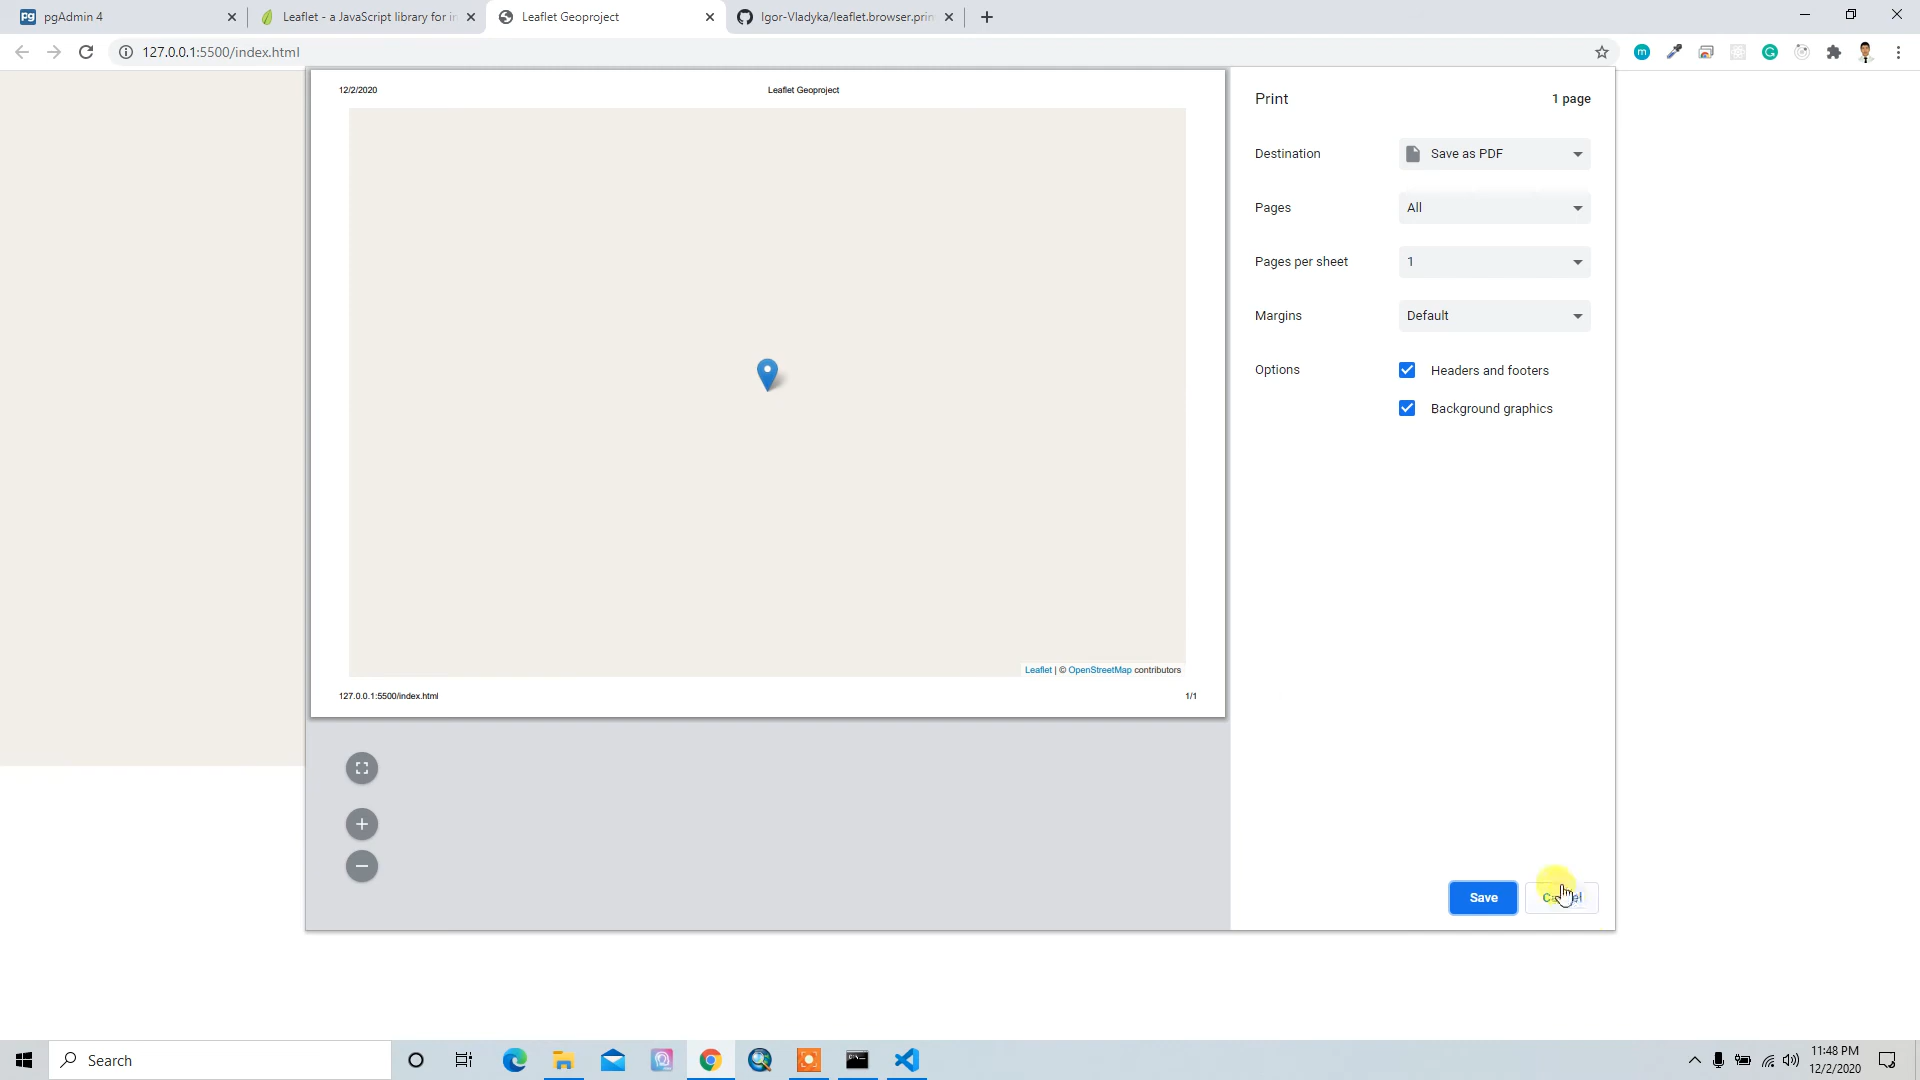 pgAdmin 4
Leaflet - a JavaScript library for in
Leaflet Geoproject
Igor-Vladyka/leaflet.browser.prin
127.0.0.1:5500/index.html
12/2/2020
Leaflet Geoproject
Print
1 page
Destination
Save as PDF
Pages
All
Pages per sheet
1
Margins
Default
Options
Headers and footers
Background graphics
Leaflet | © OpenStreetMap contributors
127.0.0.1:5500/index.html
1/1
Save
Search
11:48 PM
12/2/2020